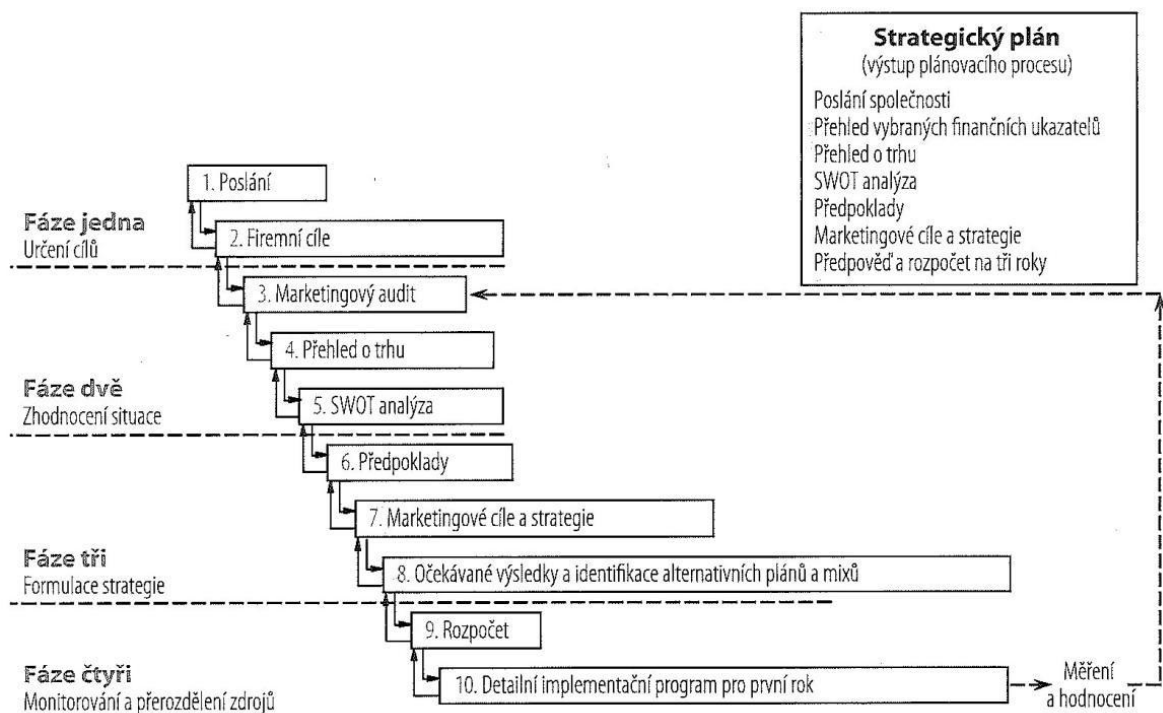 Strategický plán
(výstup plánovacího procesu)
Poslání společnosti
Přehled vybraných finančních ukazatelů
Přehled o trhu
SWOT analýza
Předpoklady
Marketingové cíle a strategie
Předpověď a rozpočet na tři roky
1. Poslání
Fáze jedna
Určení cílů
2. Firemní cíle
3. Marketingový audit
4. Přehled o trhu
Fáze dvě
Zhodnocení situace
5. SWOT analýza
6. Předpoklady
7. Marketingové cíle a strategie
Fáze tři
Formulace strategie
8. Očekávané výsledky a identifikace alternativních plánů a mixů
9. Rozpočet
Fáze čtyři
Monitorování a přerozdělení zdrojů
10. Detailní implementační program pro první rok
Měření
a hodnocení